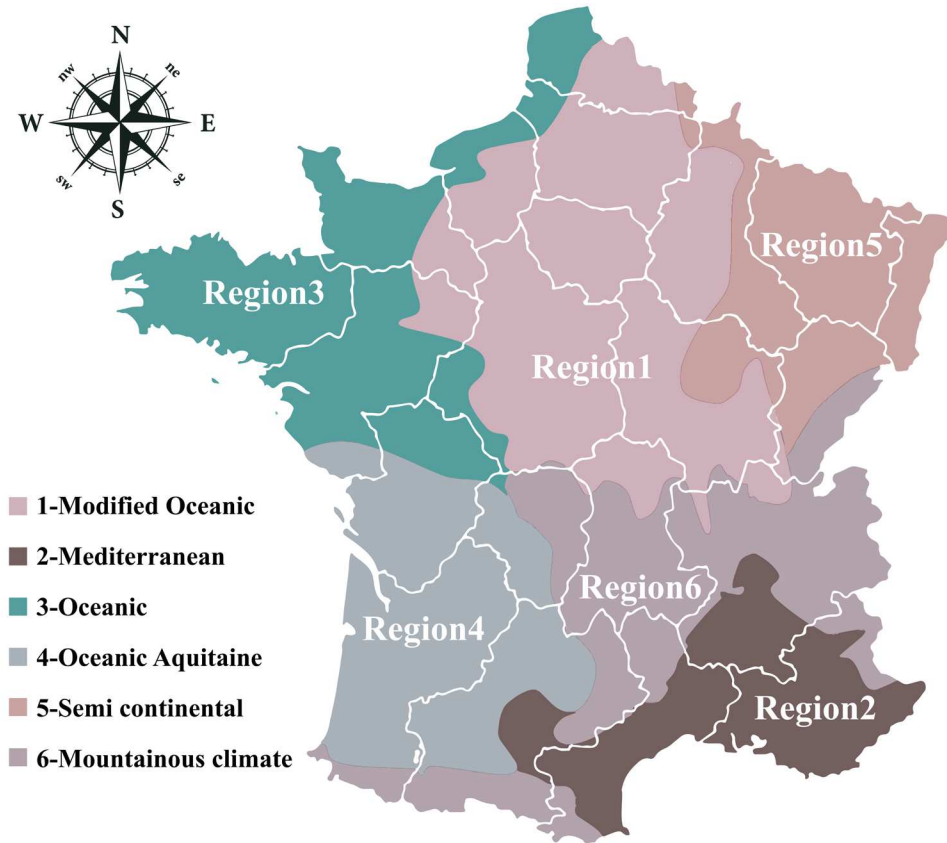 N
nw
ne
W
E
sw
se
S
Region5
Region3
Region1
1-Modified Oceanic
2-Mediterranean
Region6
3-Oceanic
Region4
4-Oceanic Aquitaine
5-Semi continental
Region2
6-Mountainous climate